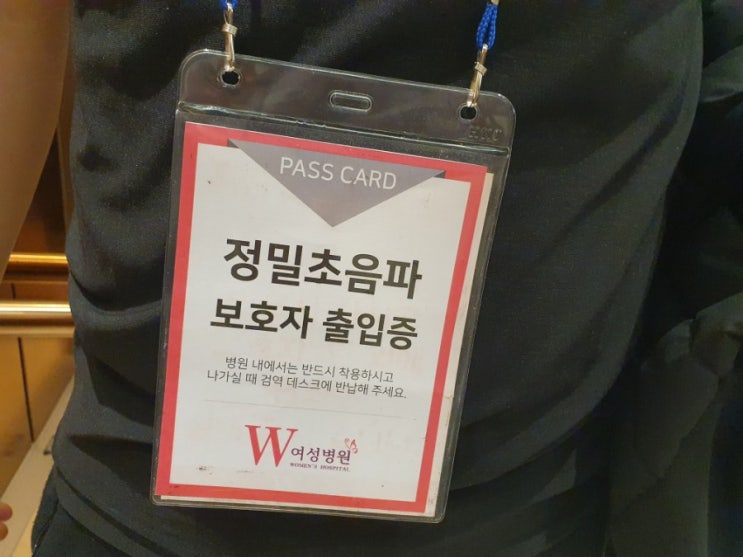 PASS CARD
정밀초음파
보호자 출입증
병원 내에서는 반드시 착용하시고
나가실 때 검역 데스크에 반납해 주세요.
W여성병원
WOMEN'S HOSPITAL